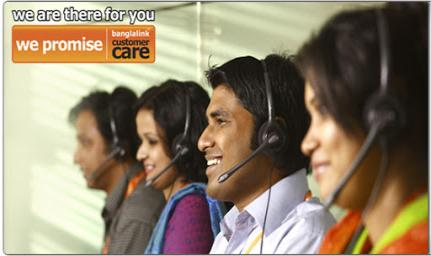 we are there for you
we promise
banglalink
customer
care